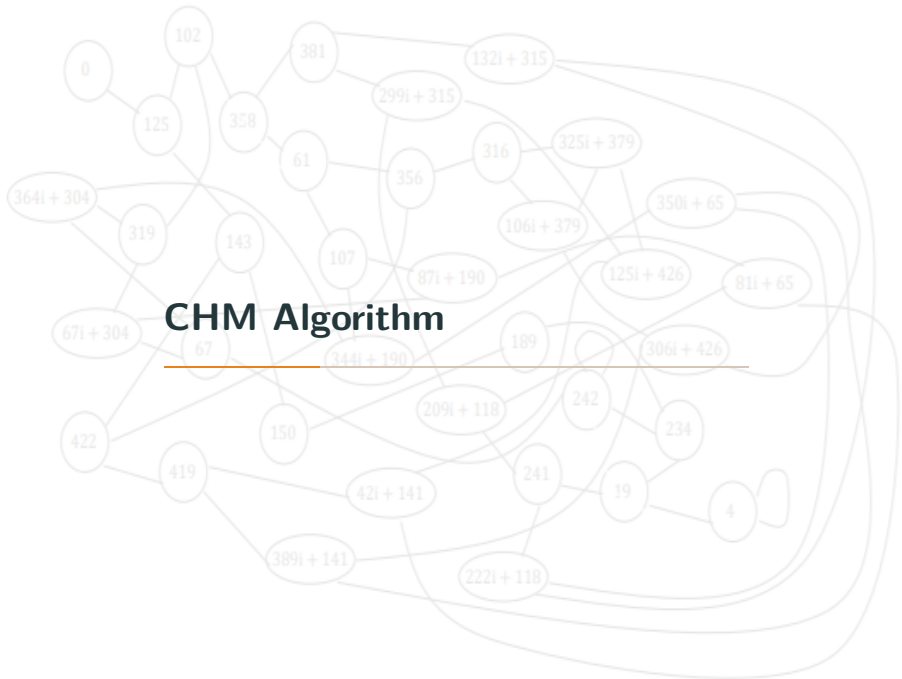 102
381
132i + 315
0
299i + 315
125
358
325i + 379
316
61
356
364i + 304
350i + 65
106i + 379
319
143
107
87i + 190
125i + 426
81i + 65
CHM Algorithm
67i + 304
67
344i + 190
189
306i + 426
242
209i + 118
422
150
234
419
241
42i + 141
19
4
389i + 141
222i + 118